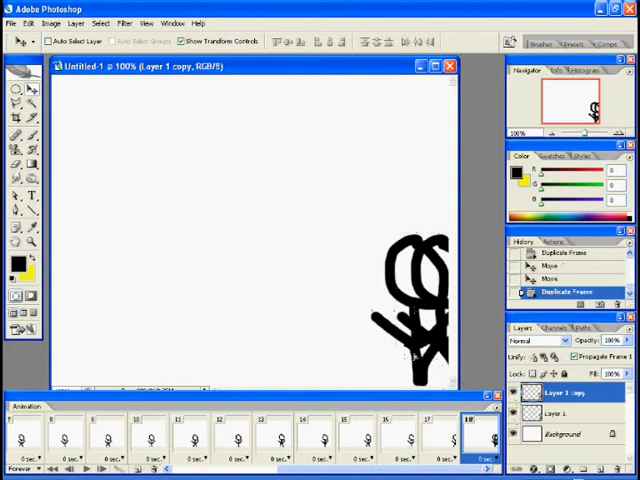 Adobe Photoshop
File Edit Image Layer Select Filter View Window Help
Auto Select Layer Auto Select Groups Show Transform Controls Brushes Comps
Untitled-1 @ 100% (Layer 1 copy, RGB/8)
Navigator Info Histogram
100%
Color Swatches Styles
R 0
G 0
B 0
History Actions
Duplicate Frame
Move
Move
Duplicate Frame
Layers Channels Paths
Normal Opacity: 100%
Unify: Propagate Frame 1
Lock: Fill: 100%
Layer 1 copy
Layer 1
Background
Animation
8 9 10 11 12 13 14 15 16 17 18
0 sec. 0 sec. 0 sec. 0 sec. 0 sec. 0 sec. 0 sec. 0 sec. 0 sec. 0 sec.
Forever